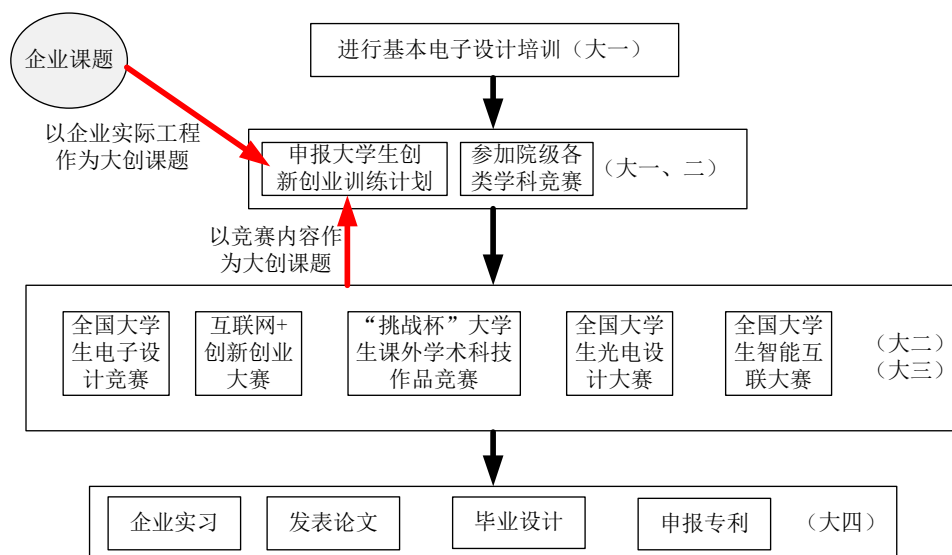 企业课题
进行基本电子设计培训（大一）
以企业实际工程
作为大创课题
申报大学生创
新创业训练计划
参加院级各
类学科竞赛
（大一、二）
以竞赛内容作
为大创课题
全国大学
生电子设
计竞赛
互联网+
创新创业
大赛
“挑战杯”大学
生课外学术科技
作品竞赛
全国大学
生光电设
计大赛
全国大学
生智能互
联大赛
（大二）
（大三）
企业实习
发表论文
毕业设计
申报专利
（大四）